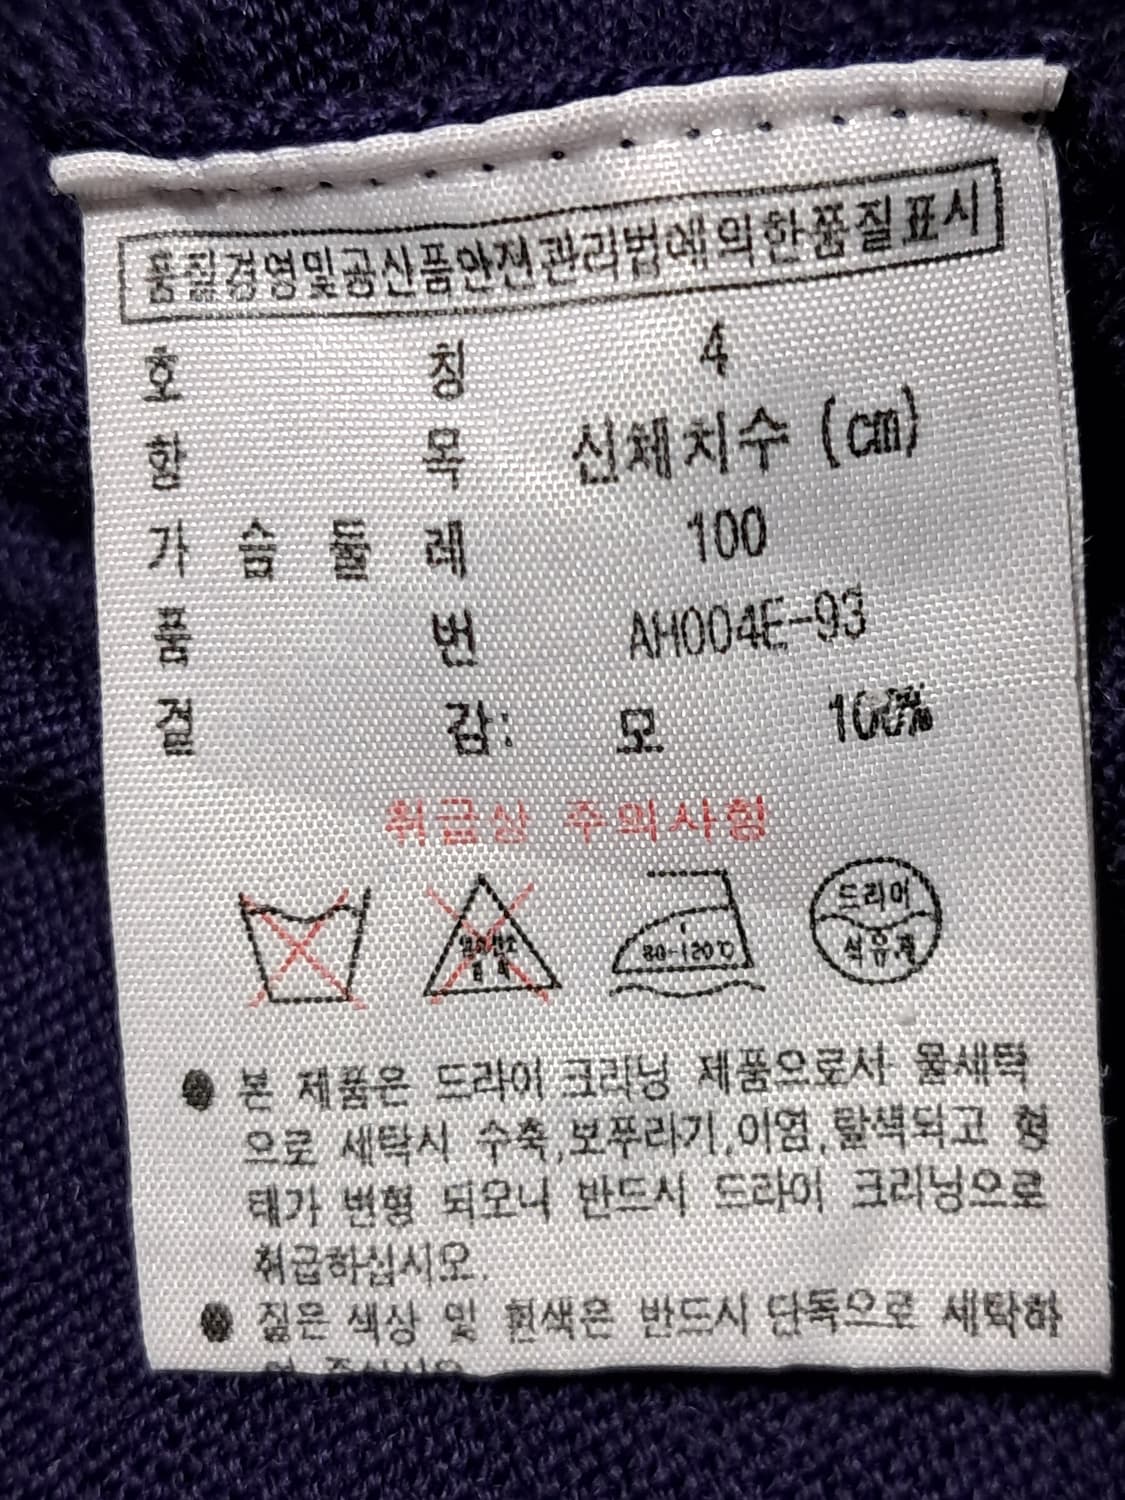 품질경영및공산품안전관리법에의한품질표시
호 칭 4
항 목 신체치수 (cm)
가 슴 둘 레 100
품 번 AH004E-93
겉 감: 모 100%
취급상 주의사항
80-120℃
드라이
석유계
● 본 제품은 드라이 크리닝 제품으로서 물세탁
으로 세탁시 수축,보푸라기,이염,탈색되고 형
태가 변형 되오니 반드시 드라이 크리닝으로
취급하십시오.
● 짙은 색상 및 흰색은 반드시 단독으로 세탁하